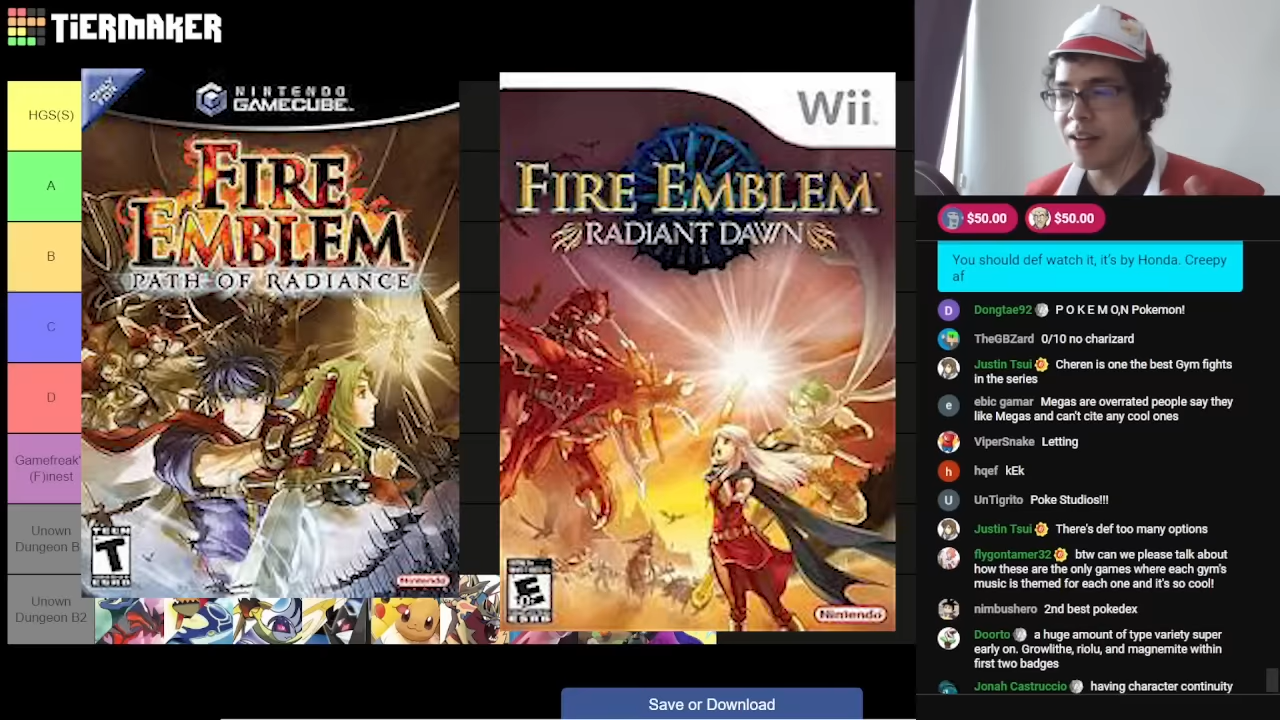 TIERMAKER
HGS(S)
A
B
C
D
Gamefreak'
(F)inest
Unown
Dungeon B
Unown
Dungeon B2
ONLY
FOR
NINTENDO
GAMECUBE™
FIRE
EMBLEM
PATH OF RADIANCE
TEEN
T
ESRB
Nintendo
Wii
FIRE EMBLEM™
RADIANT DAWN
E
ESRB
Nintendo
Save or Download
$50.00 $50.00
You should def watch it, it's by Honda. Creepy
af
D Dongtae92 P O K E M O,N Pokemon!
TheGBZard 0/10 no charizard
Justin Tsui Cheren is one the best Gym fights
in the series
e ebic gamar Megas are overrated people say they
like Megas and can't cite any cool ones
ViperSnake Letting
h hqef kEk
U UnTigrito Poke Studios!!!
Justin Tsui There's def too many options
flygontamer32 btw can we please talk about
how these are the only games where each gym's
music is themed for each one and it's so cool!
nimbushero 2nd best pokedex
Doorto a huge amount of type variety super
early on. Growlithe, riolu, and magnemite within
first two badges
Jonah Castruccio having character continuity